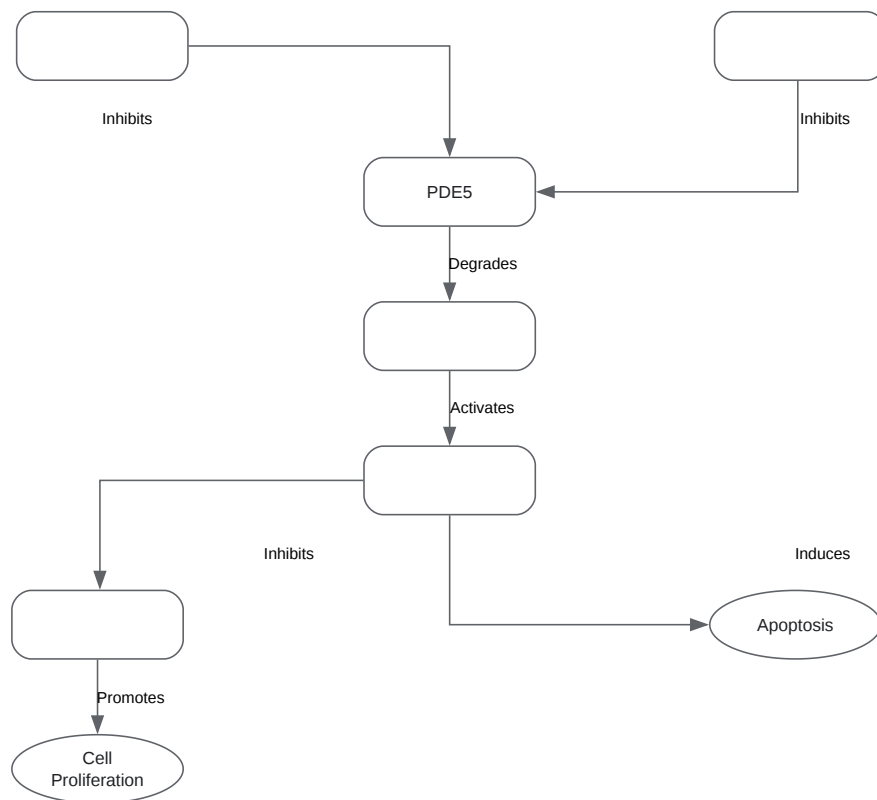 Inhibits
Inhibits
PDE5
Degrades
Activates
Inhibits
Induces
Apoptosis
Promotes
Cell
Proliferation